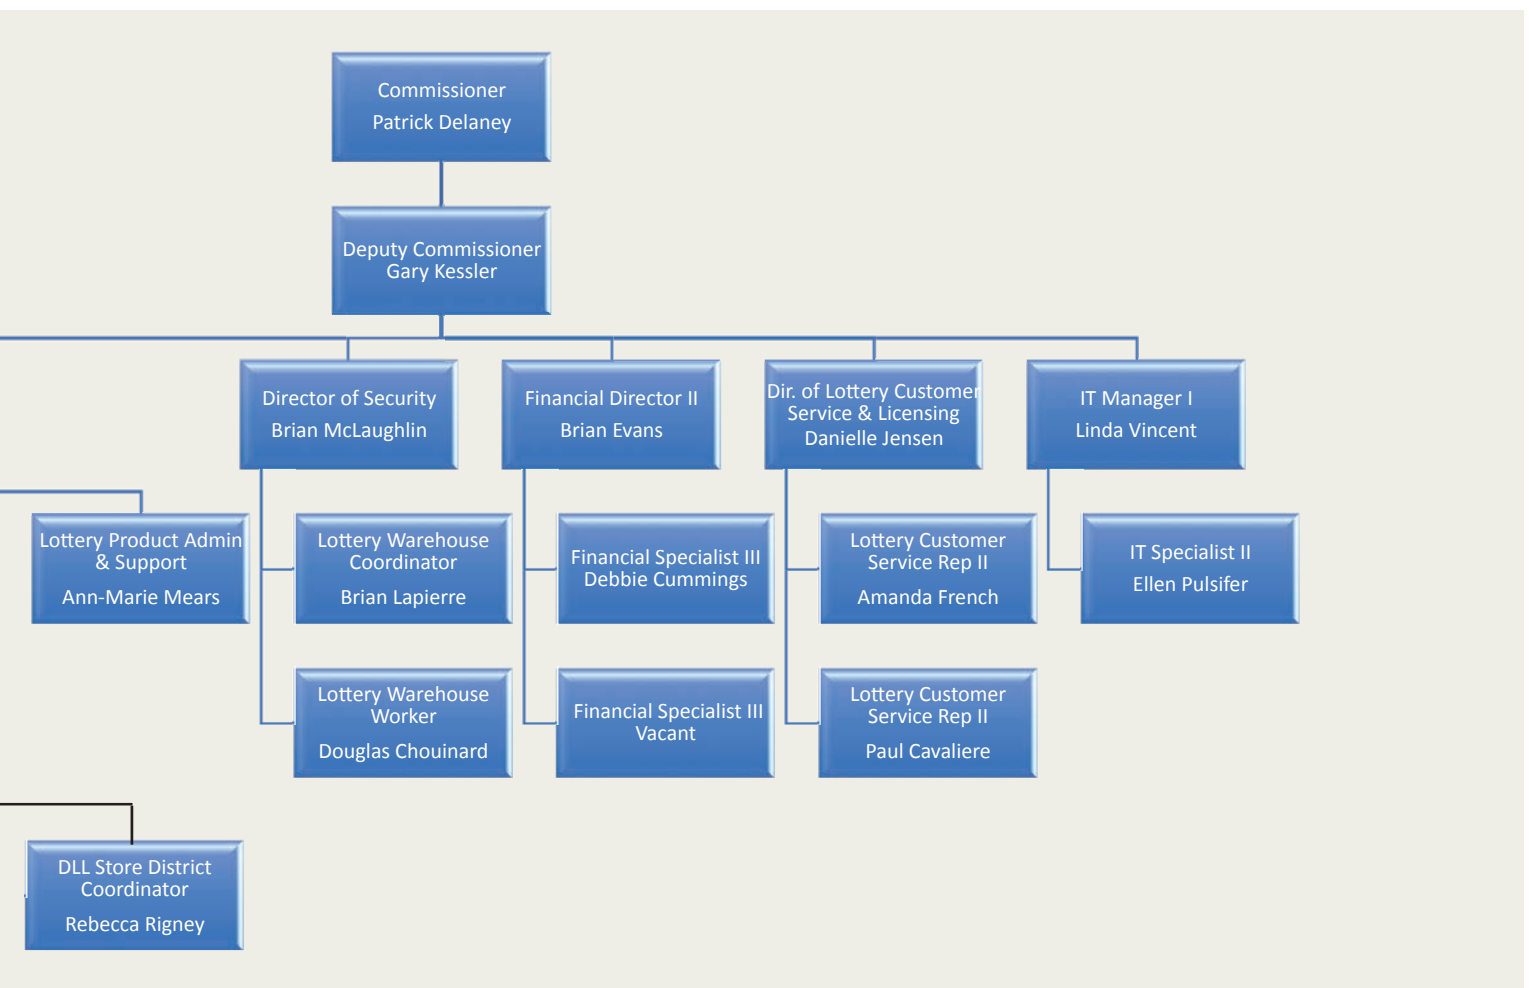 Commissioner
Patrick Delaney
Deputy Commissioner
Gary Kessler
Director of Security
Brian McLaughlin
Financial Director II
Brian Evans
Dir. of Lottery Customer
Service & Licensing
Danielle Jensen
IT Manager I
Linda Vincent
Lottery Product Admin
& Support
Ann-Marie Mears
Lottery Warehouse
Coordinator
Brian Lapierre
Financial Specialist III
Debbie Cummings
Lottery Customer
Service Rep II
Amanda French
IT Specialist II
Ellen Pulsifer
Lottery Warehouse
Worker
Douglas Chouinard
Financial Specialist III
Vacant
Lottery Customer
Service Rep II
Paul Cavaliere
DLL Store District
Coordinator
Rebecca Rigney